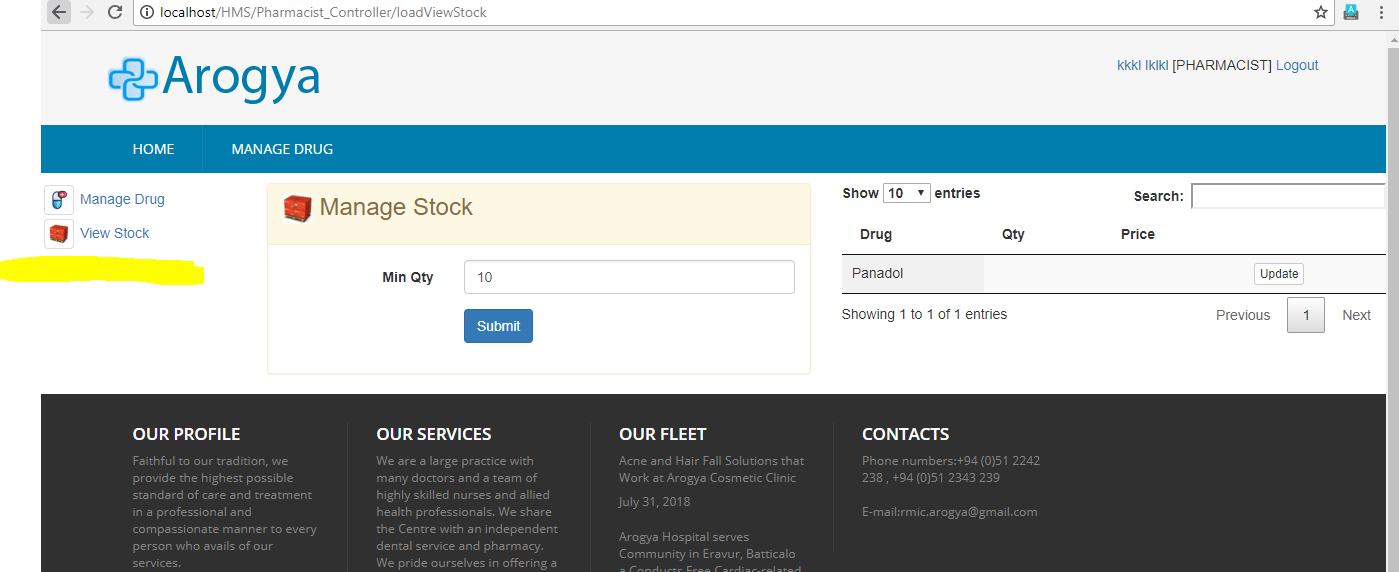 localhost/HMS/Pharmacist_Controller/loadViewStock
Arogya
kkkl lklkl [PHARMACIST] Logout
HOME
MANAGE DRUG
Manage Drug
View Stock
Manage Stock
Min Qty
10
Submit
Show 10 entries
Search:
Drug Qty Price
Panadol Update
Showing 1 to 1 of 1 entries
Previous 1 Next
OUR PROFILE
Faithful to our tradition, we
provide the highest possible
standard of care and treatment
in a professional and
compassionate manner to every
person who avails of our
services.
OUR SERVICES
We are a large practice with
many doctors and a team of
highly skilled nurses and allied
health professionals. We share
the Centre with an independent
dental service and pharmacy.
We pride ourselves in offering a
OUR FLEET
Acne and Hair Fall Solutions that
Work at Arogya Cosmetic Clinic
July 31, 2018
Arogya Hospital serves
Community in Eravur, Batticalo
a Conducts Free Cardiac-related
CONTACTS
Phone numbers:+94 (0)51 2242
238 , +94 (0)51 2343 239
E-mail:rmic.arogya@gmail.com